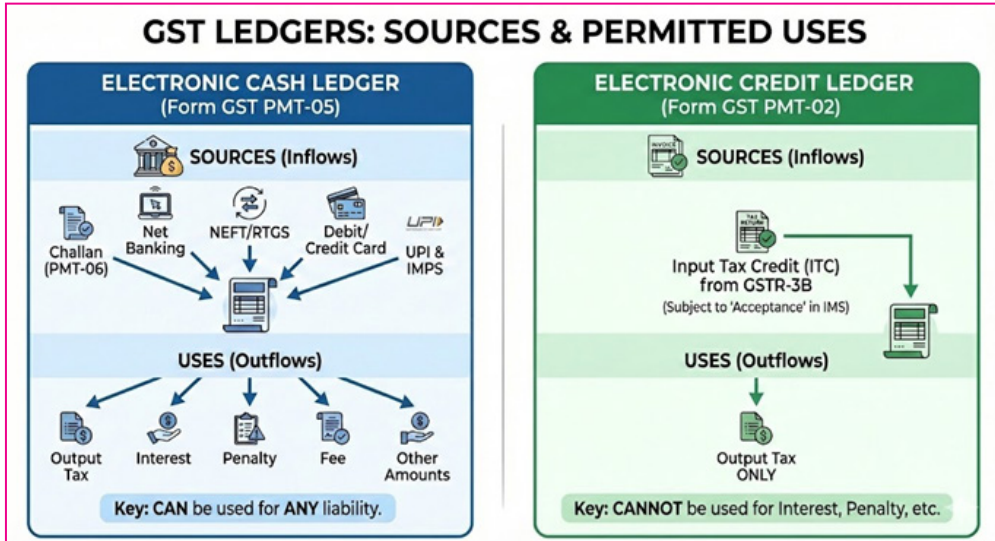 GST LEDGERS: SOURCES & PERMITTED USES
ELECTRONIC CASH LEDGER
(Form GST PMT-05)
SOURCES (Inflows)
Challan
(PMT-06)
Net
Banking
NEFT/RTGS
Debit/
Credit Card
UPI
UPI &
IMPS
USES (Outflows)
Output
Tax
Interest
Penalty
Fee
Other
Amounts
Key: CAN be used for ANY liability.
ELECTRONIC CREDIT LEDGER
(Form GST PMT-02)
INVOICE
SOURCES (Inflows)
TAX
RETURN
Input Tax Credit (ITC)
from GSTR-3B
(Subject to 'Acceptance' in IMS)
USES (Outflows)
Output Tax
ONLY
Key: CANNOT be used for Interest, Penalty, etc.